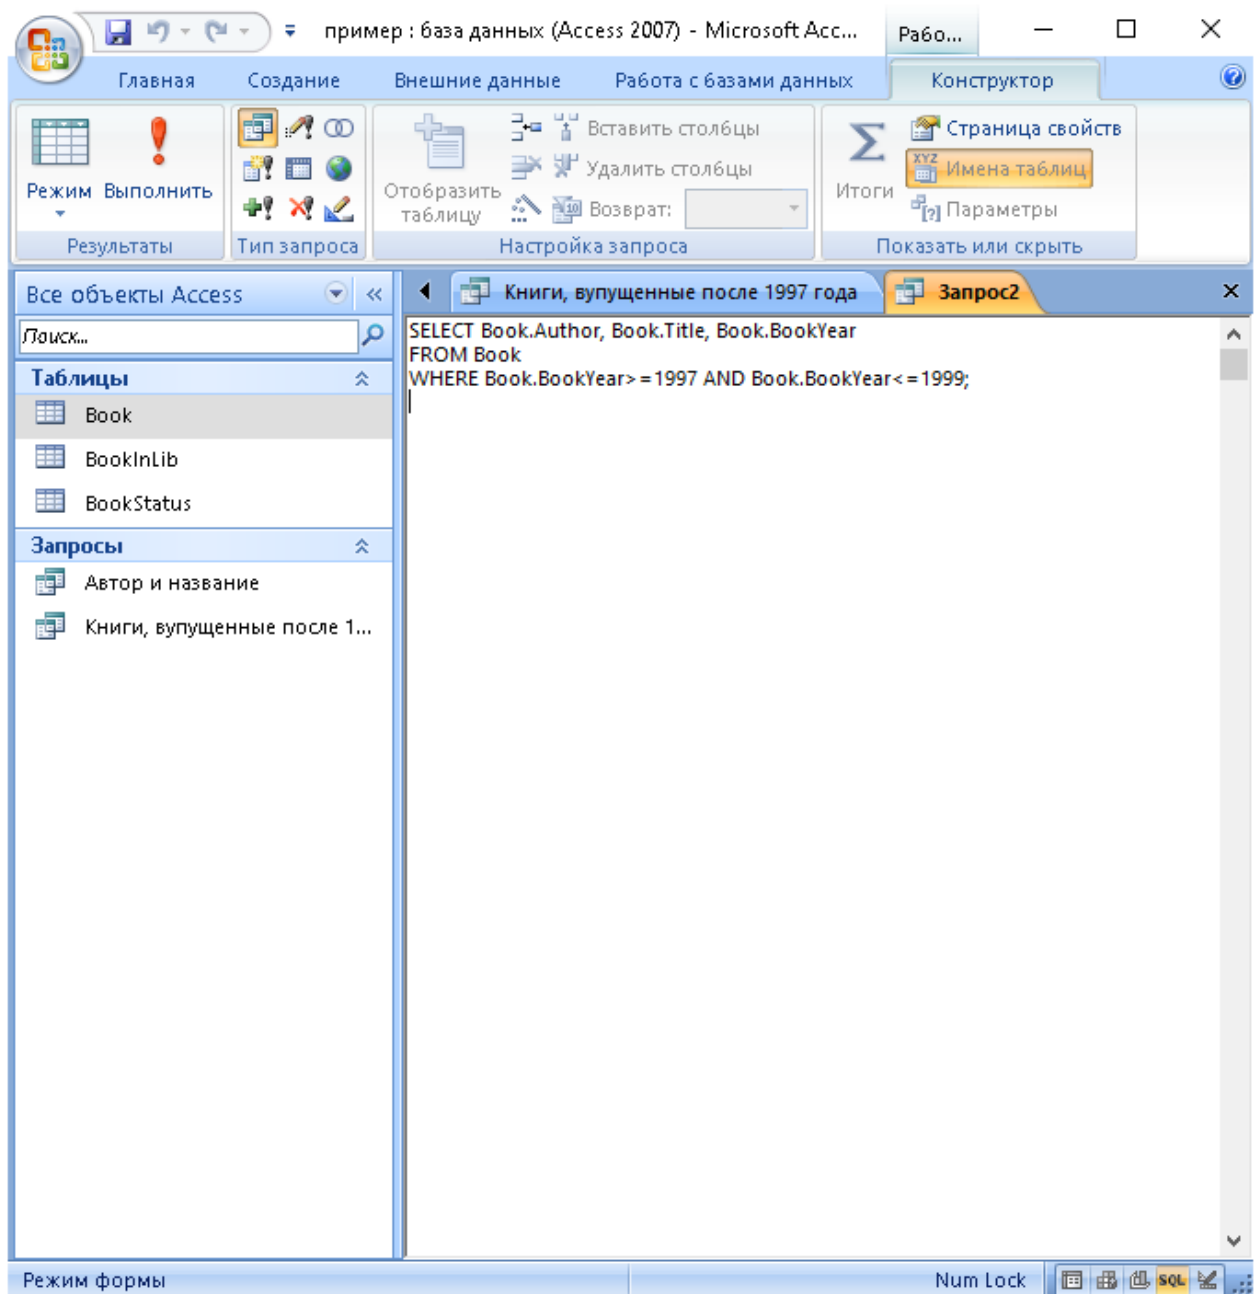 пример : база данных (Access 2007) - Microsoft Acc...
Рабо...
Главная
Создание
Внешние данные
Работа с базами данных
Конструктор
Режим
Выполнить
Результаты
Тип запроса
Отобразить
таблицу
Вставить столбцы
Удалить столбцы
Возврат:
Настройка запроса
Итоги
Страница свойств
XYZ
Имена таблиц
Параметры
Показать или скрыть
Все объекты Access
Поиск...
Таблицы
Book
BookInLib
BookStatus
Запросы
Автор и название
Книги, вупущенные после 1...
Книги, вупущенные после 1997 года
Запрос2
SELECT Book.Author, Book.Title, Book.BookYear
FROM Book
WHERE Book.BookYear>=1997 AND Book.BookYear<=1999;
Режим формы
Num Lock
SQL